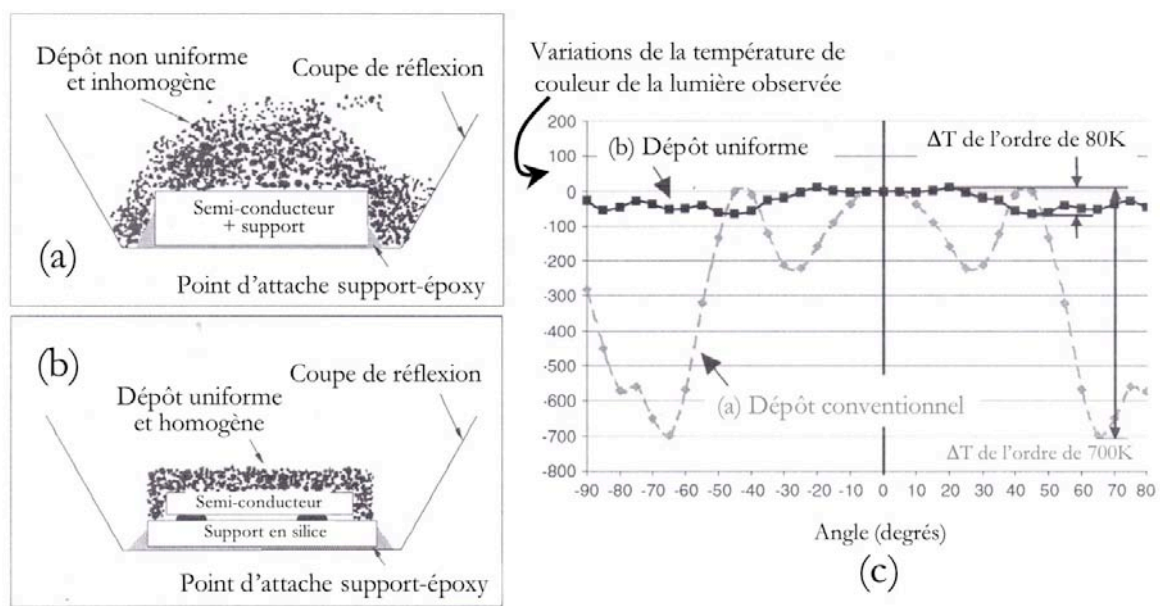 (a)
Dépôt non uniforme
et inhomogène
Coupe de réflexion
Semi-conducteur
+ support
Point d'attache support-époxy
(b)
Coupe de réflexion
Dépôt uniforme
et homogène
Semi-conducteur
Support en silice
Point d'attache support-époxy
Variations de la température de
couleur de la lumière observée
200
100
0
-100
-200
-300
-400
-500
-600
-700
-800
(b) Dépôt uniforme
ΔT de l'ordre de 80K
(a) Dépôt conventionnel
ΔT de l'ordre de 700K
-90 -80 -70 -60 -50 -40 -30 -20 -10 0 10 20 30 40 50 60 70 80
Angle (degrés)
(c)